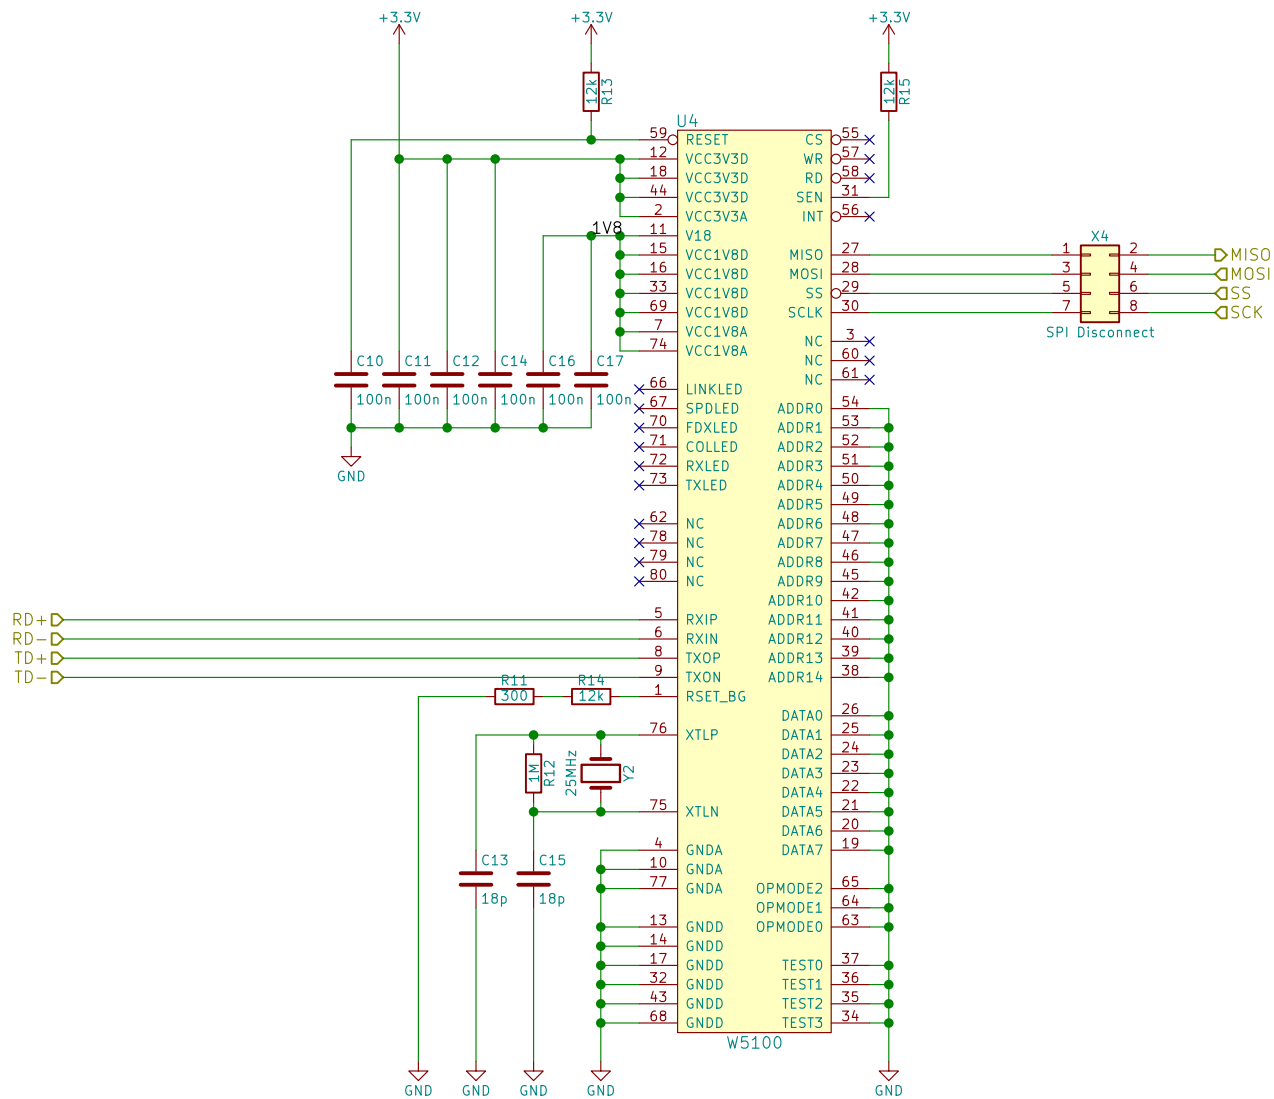 +3.3V +3.3V +3.3V
12k R13 12k R15
U4
59 RESET CS 55
12 VCC3V3D WR 57
18 VCC3V3D RD 58
44 VCC3V3D SEN 31
2 VCC3V3A INT 56
1V8
11 V18
X4
15 VCC1V8D MISO 27 1 2 MISO
16 VCC1V8D MOSI 28 3 4 MOSI
33 VCC1V8D SS 29 5 6 SS
69 VCC1V8D SCLK 30 7 8 SCK
SPI Disconnect
7 VCC1V8A NC 3
74 VCC1V8A NC 60
C10 C11 C12 C14 C16 C17
NC 61
66 LINKLED
100n 100n 100n 100n 100n 100n
67 SPDLED ADDR0 54
70 FDXLED ADDR1 53
71 COLLED ADDR2 52
72 RXLED ADDR3 51
GND
73 TXLED ADDR4 50
ADDR5 49
62 NC ADDR6 48
78 NC ADDR7 47
79 NC ADDR8 46
80 NC ADDR9 45
ADDR10 42
RD+ 5 RXIP ADDR11 41
RD- 6 RXIN ADDR12 40
TD+ 8 TXOP ADDR13 39
TD- 9 TXON ADDR14 38
R11 R14
300 12k 1 RSET_BG
DATA0 26
76 XTLP DATA1 25
DATA2 24
1M R12 25MHz Y2
DATA3 23
DATA4 22
75 XTLN DATA5 21
DATA6 20
4 GNDA DATA7 19
C13 C15
10 GNDA
77 GNDA OPMODE2 65
18p 18p
OPMODE1 64
13 GNDD OPMODE0 63
14 GNDD
17 GNDD TEST0 37
32 GNDD TEST1 36
43 GNDD TEST2 35
68 GNDD TEST3 34
W5100
GND GND GND GND GND